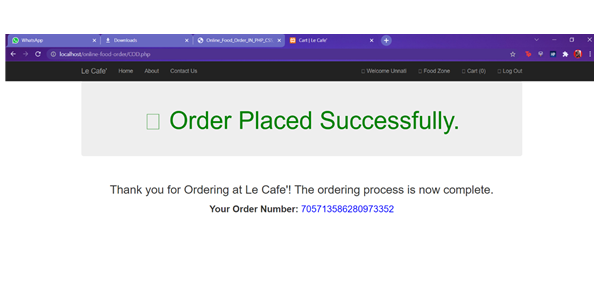 WhatsApp
Downloads
Online_Food_Order_IN_PHP_CSS
Cart | Le Cafe'
localhost/online-food-order/COD.php
Le Cafe' Home About Contact Us Welcome Unnati Food Zone Cart (0) Log Out
Order Placed Successfully.
Thank you for Ordering at Le Cafe'! The ordering process is now complete.
Your Order Number: 705713586280973352